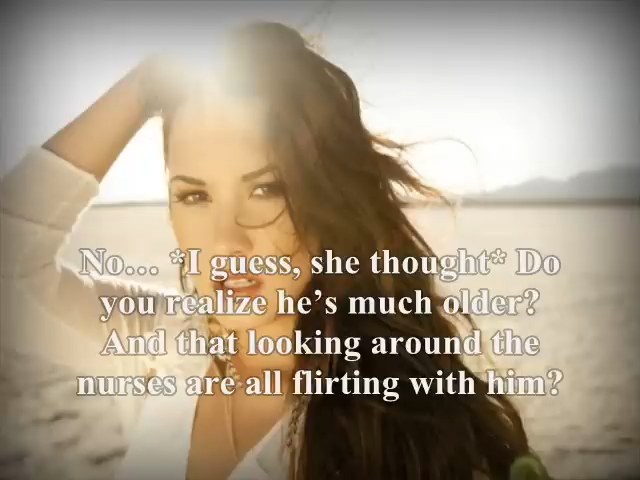 No… *I guess, she thought* Do
you realize he’s much older?
And that looking around the
nurses are all flirting with him?